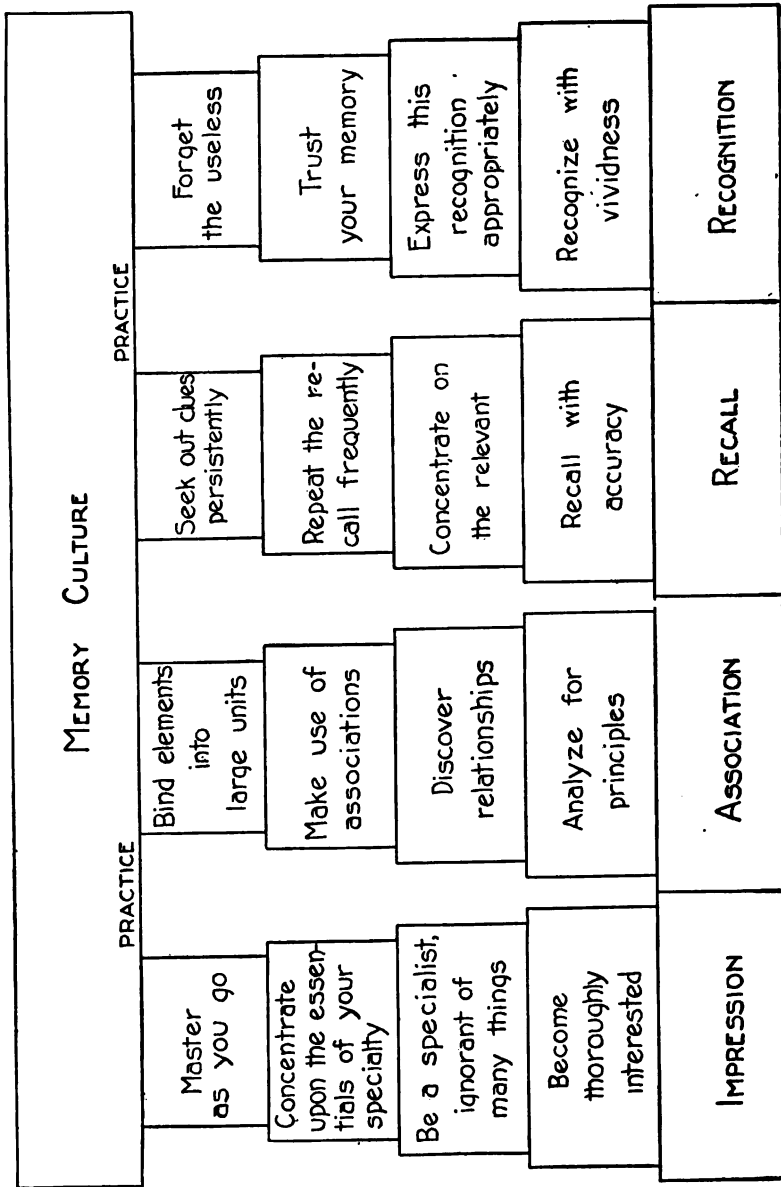 MEMORY CULTURE
PRACTICE
PRACTICE
Master
as you go
Concentrate
upon the essen-
tials of your
specialty
Be a specialist,
ignorant of
many things
Become
thoroughly
interested
IMPRESSION
Bind elements
into
large units
Make use of
associations
Discover
relationships
Analyze for
principles
ASSOCIATION
Seek out clues
persistently
Repeat the re-
call frequently
Concentrate on
the relevant
Recall with
accuracy
RECALL
Forget
the useless
Trust
your memory
Express this
recognition
appropriately
Recognize with
vividness
RECOGNITION